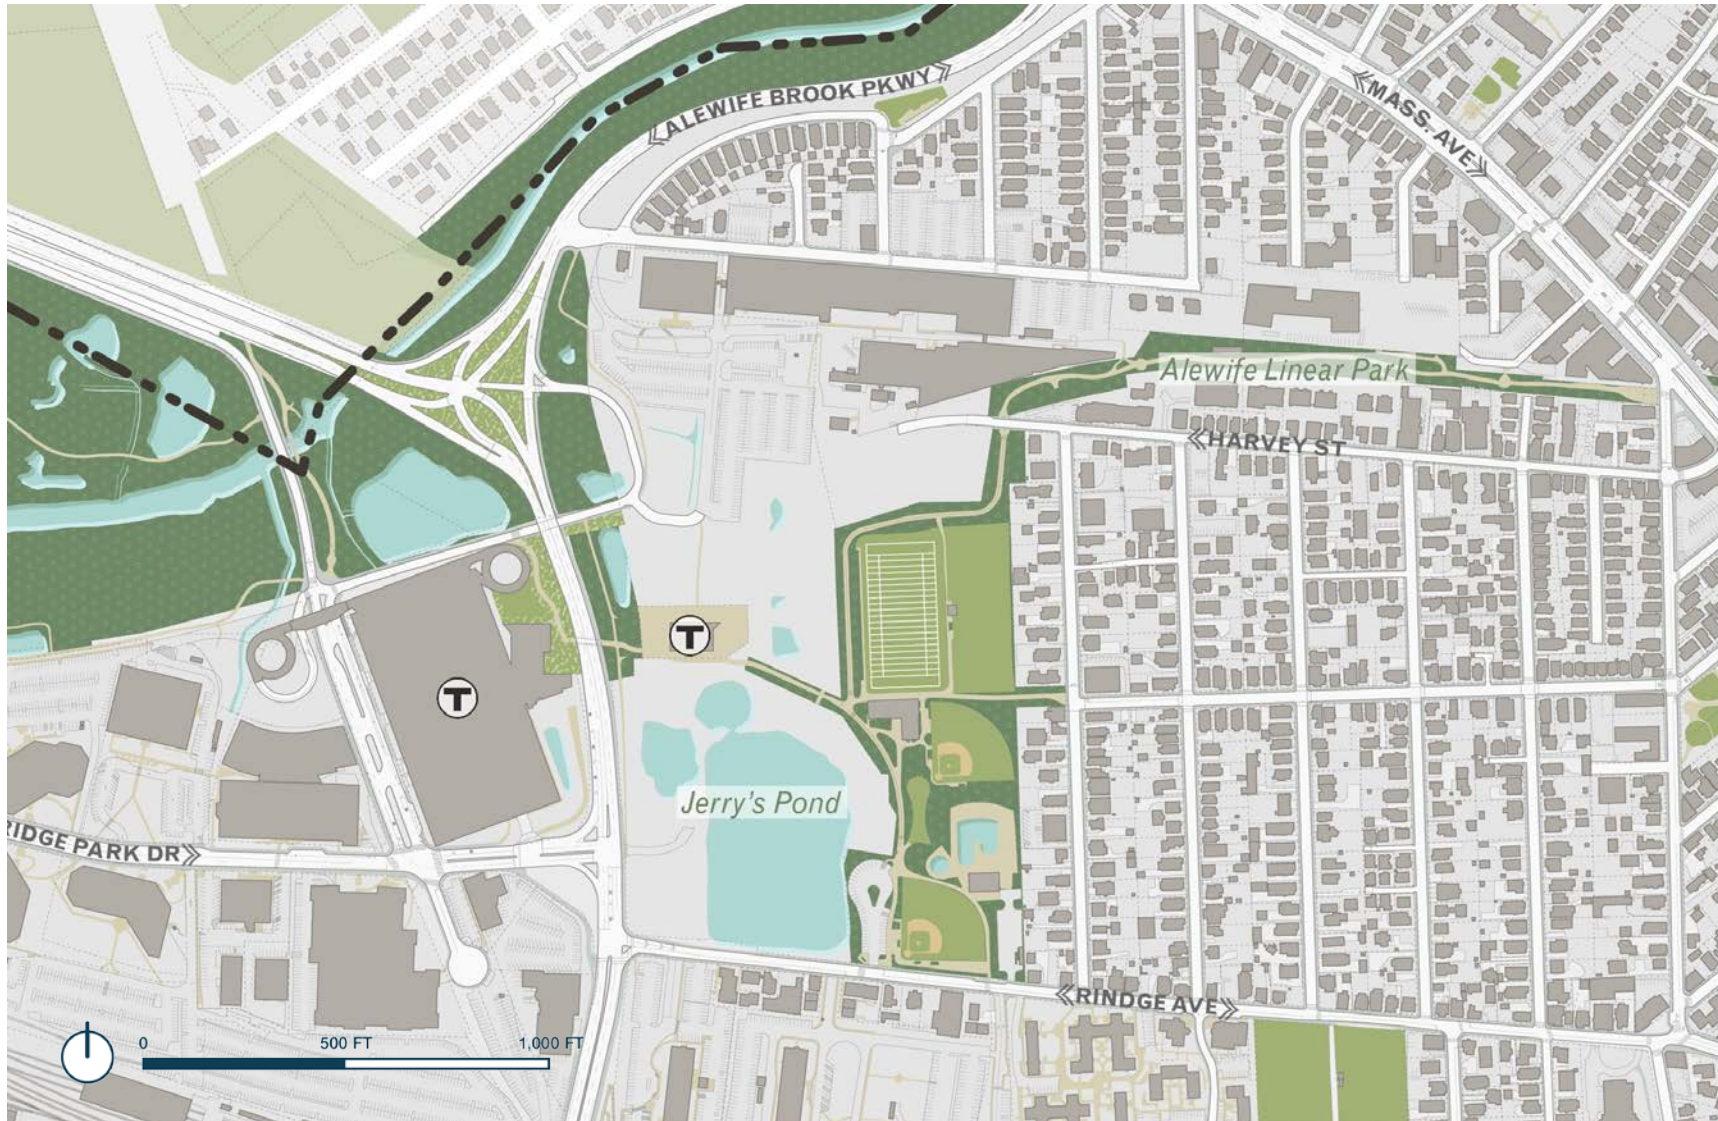 ALEWIFE BROOK PKWY
MASS. AVE
Alewife Linear Park
HARVEY ST
T
T
Jerry's Pond
RIDGE PARK DR
RINDGE AVE
0 500 FT 1,000 FT